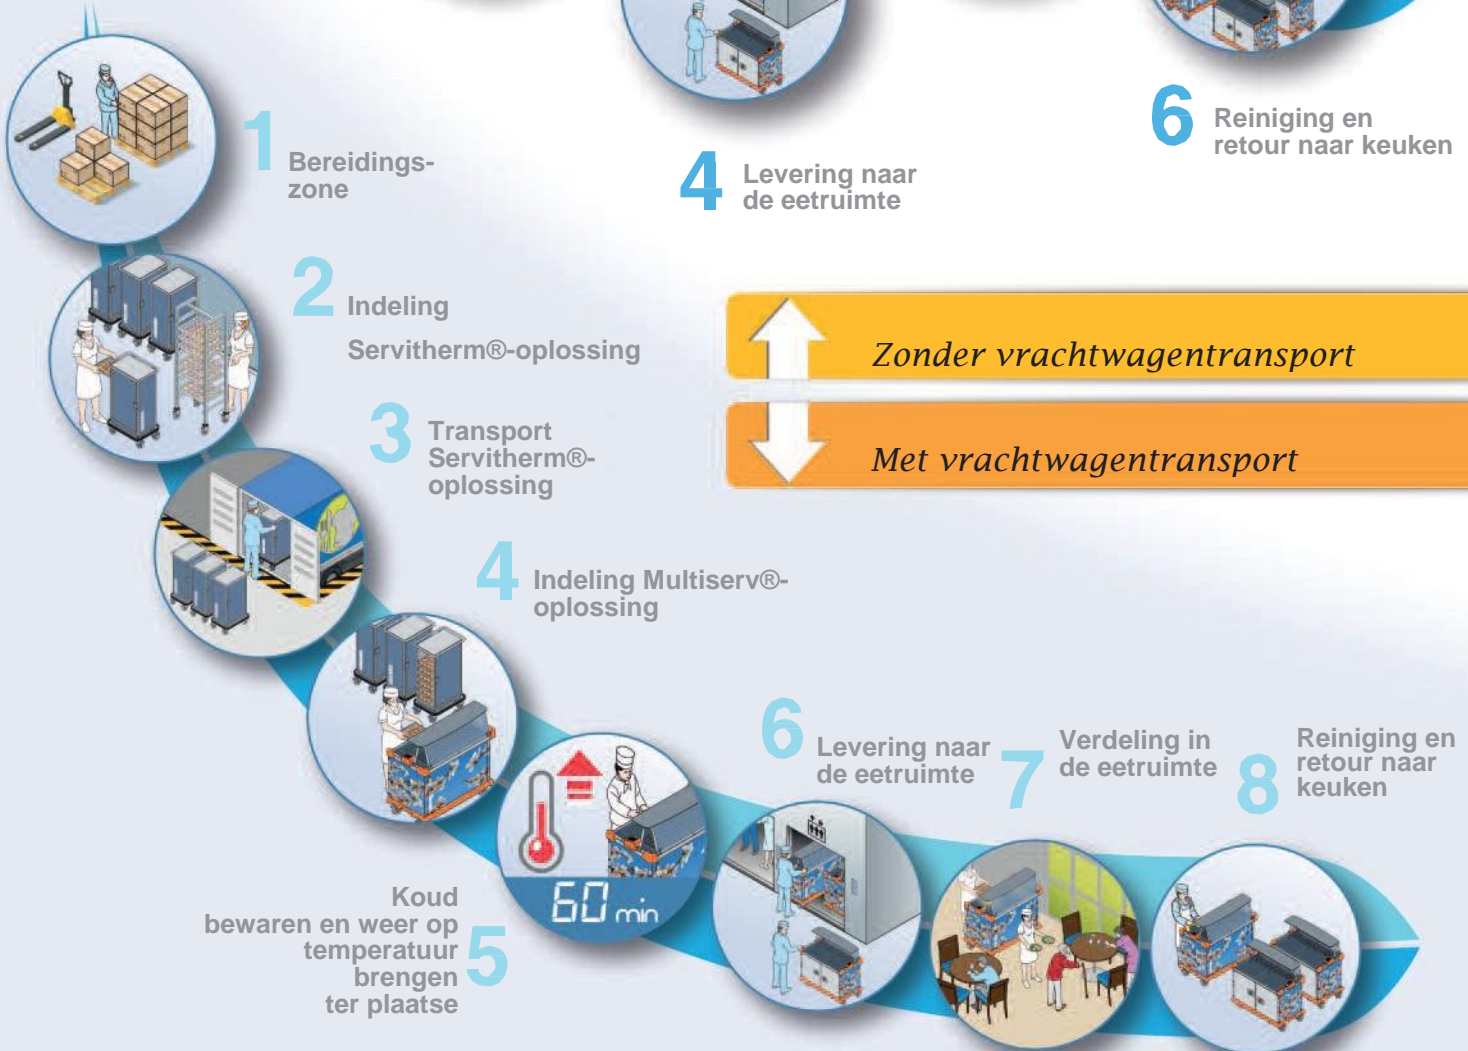 4
Levering naar
de eetruimte
6
Reiniging en
retour naar keuken
Zonder vrachtwagentransport
Met vrachtwagentransport
1
Bereidings-
zone
2
Indeling
Servitherm®-oplossing
3
Transport
Servitherm®-
oplossing
4
Indeling Multiserv®-
oplossing
5
Koud
bewaren en weer op
temperatuur
brengen
ter plaatse
60 min
6
Levering naar
de eetruimte
7
Verdeling in
de eetruimte
8
Reiniging en
retour naar
keuken